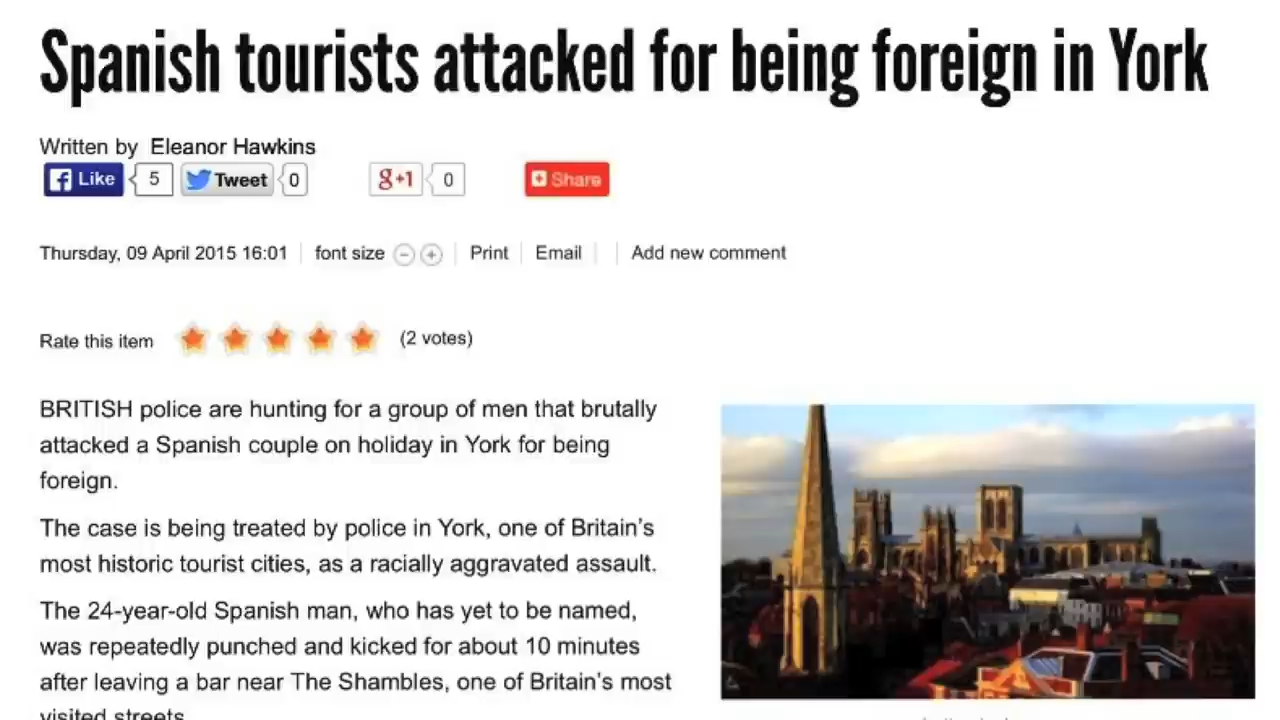 Spanish tourists attacked for being foreign in York
Written by Eleanor Hawkins
Like 5 Tweet 0 g+1 0 Share
Thursday, 09 April 2015 16:01 font size Print Email Add new comment
Rate this item (2 votes)
BRITISH police are hunting for a group of men that brutally
attacked a Spanish couple on holiday in York for being
foreign.
The case is being treated by police in York, one of Britain's
most historic tourist cities, as a racially aggravated assault.
The 24-year-old Spanish man, who has yet to be named,
was repeatedly punched and kicked for about 10 minutes
after leaving a bar near The Shambles, one of Britain's most
visited streets